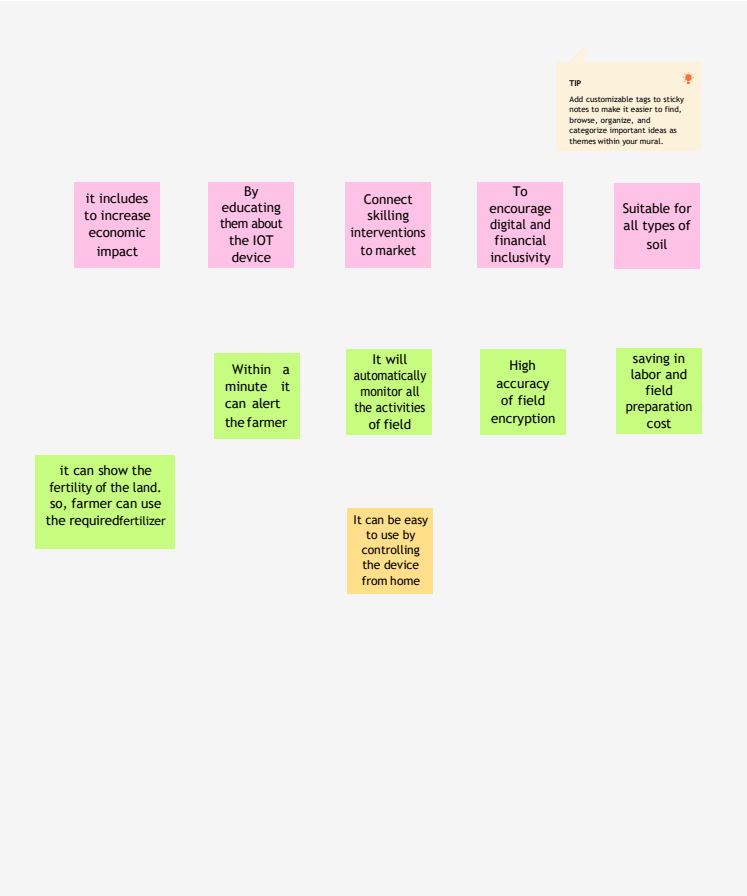 TIP
Add customizable tags to sticky
notes to make it easier to find,
browse, organize, and
categorize important ideas as
themes within your mural.
it includes
to increase
economic
impact
By
educating
them about
the IOT
device
Connect
skilling
interventions
to market
To
encourage
digital and
financial
inclusivity
Suitable for
all types of
soil
Within a
minute it
can alert
the farmer
It will
automatically
monitor all
the activities
of field
High
accuracy
of field
encryption
saving in
labor and
field
preparation
cost
it can show the
fertility of the land.
so, farmer can use
the requiredfertilizer
It can be easy
to use by
controlling
the device
from home